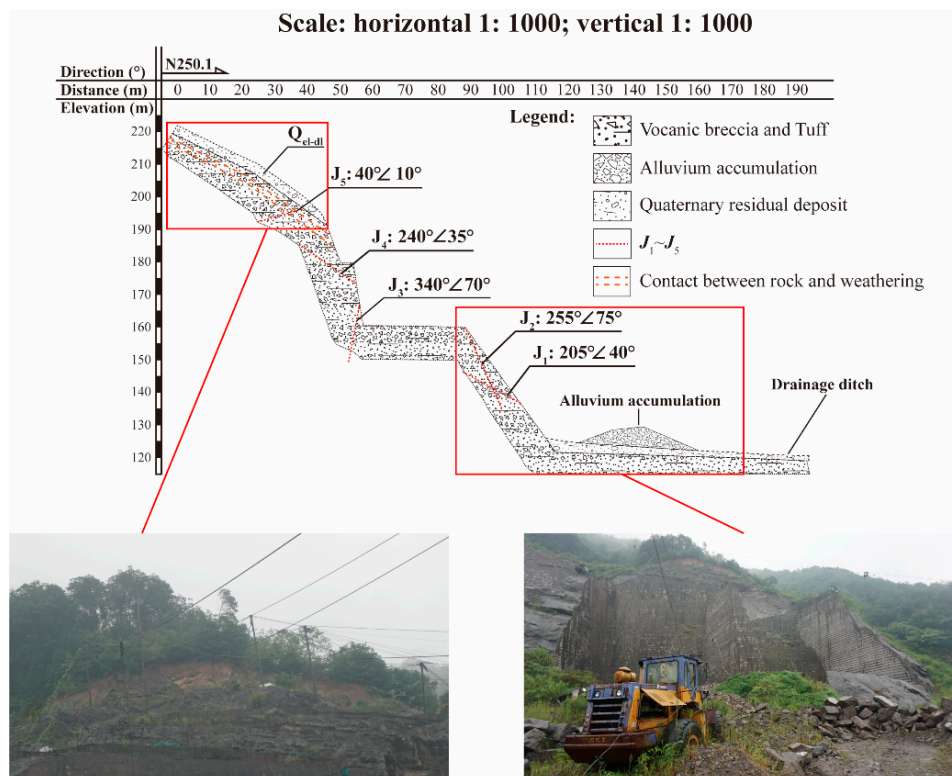 Scale: horizontal 1: 1000; vertical 1: 1000
N250.1
Direction (°)
Distance (m) 0 10 20 30 40 50 60 70 80 90 100 110 120 130 140 150 160 170 180 190
Elevation (m)
220
210
200
190
180
170
160
150
140
130
120
Q el-dl
J5: 40°∠ 10°
J4: 240°∠35°
J3: 340°∠70°
J2: 255°∠75°
J1: 205°∠ 40°
Alluvium accumulation
Drainage ditch
Legend:
Vocanic breccia and Tuff
Alluvium accumulation
Quaternary residual deposit
J1~J5
Contact between rock and weathering